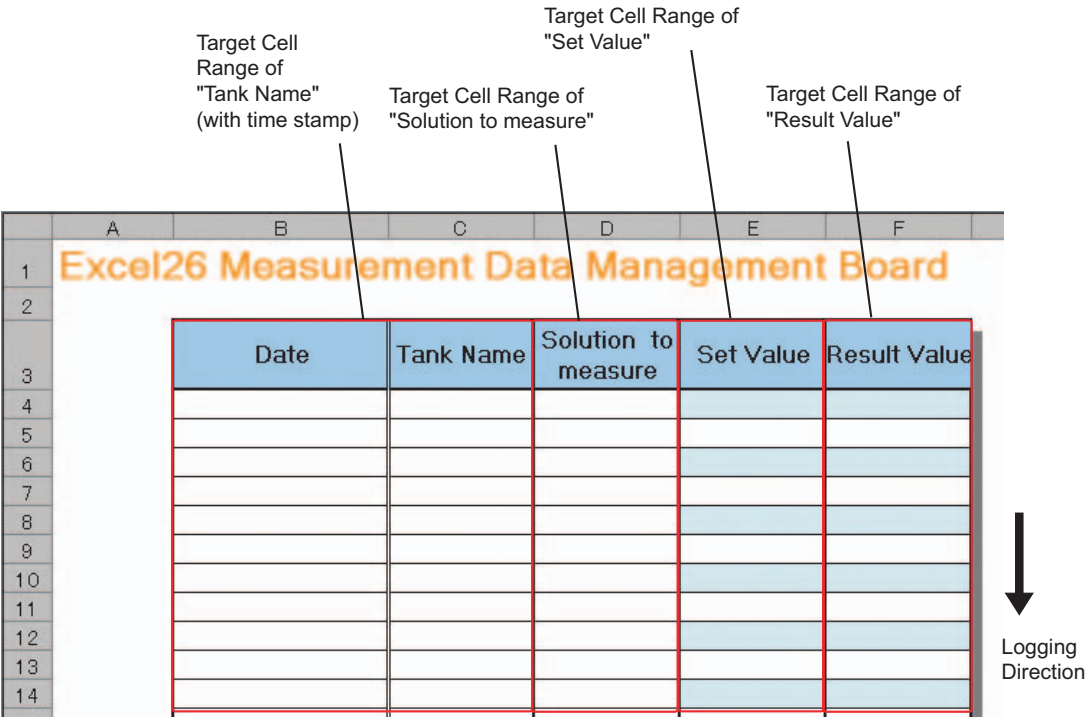 Target Cell Range of
"Set Value"
Target Cell
Range of
"Tank Name"
(with time stamp)
Target Cell Range of
"Solution to measure"
Target Cell Range of
"Result Value"
A B C D E F
1 Excel26 Measurement Data Management Board
2
3 Date Tank Name Solution to measure Set Value Result Value
4
5
6
7
8
9
10
11
12
13
14
Logging
Direction